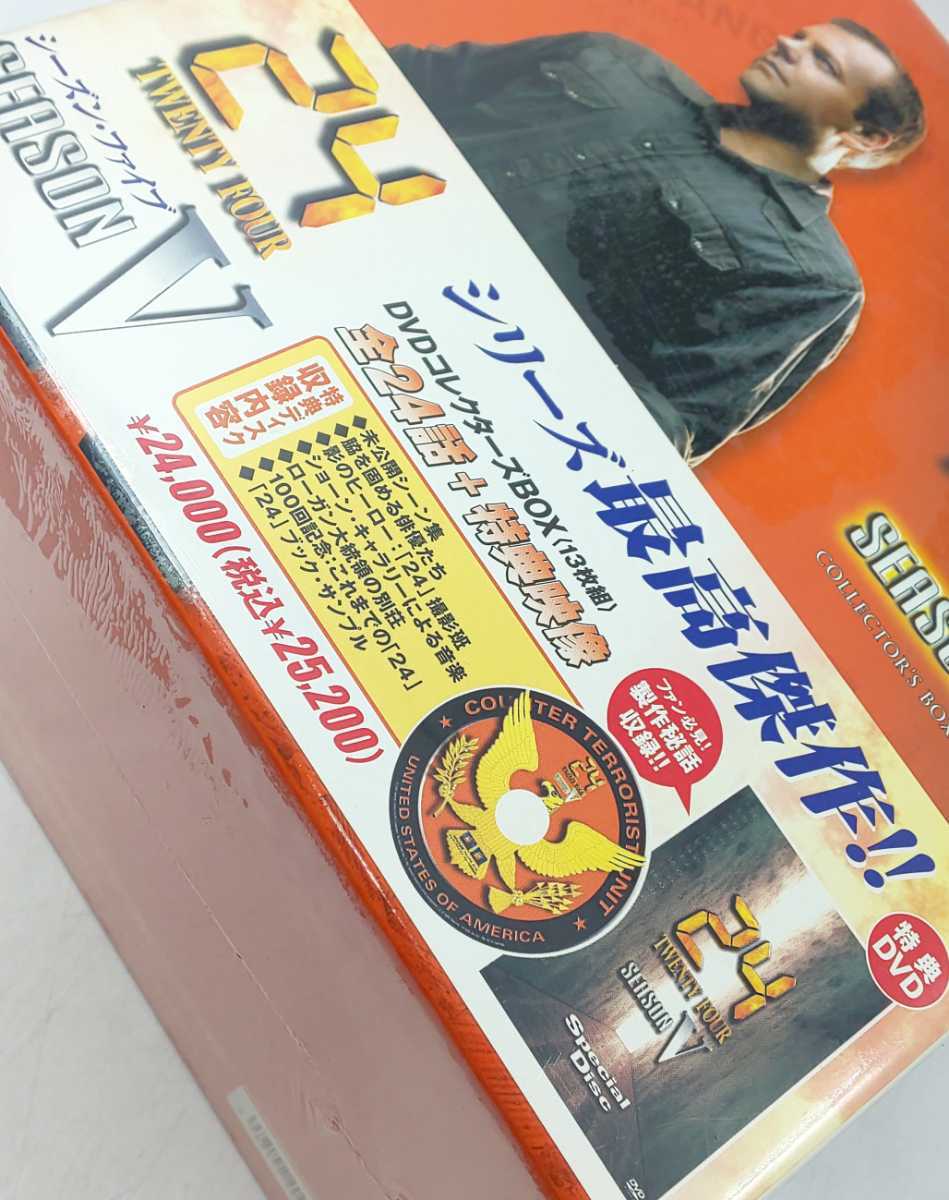 24
TWENTY FOUR
シーズン・ファイブ
SEASON V
シリーズ最高傑作!!
DVDコレクターズBOX〈13枚組〉
全24話+特典映像
特典ディスク
収録内容
◆未公開シーン集
◆脇を固める俳優たち
◆影のヒーロー:「24」撮影班
◆ショーン・キャラリーによる音楽
◆ローガン大統領の別荘
◆100回記念:これまでの「24」
◆「24」ブック・サンプル
¥24,000(税込¥25,200)
ファン必見!
製作秘話
収録!!
COUNTER TERRORIST UNIT
UNITED STATES OF AMERICA
24
特典
DVD
24
TWENTY FOUR
SEASON V
Special
Disc
DVD
SEASO
COLLECTOR'S BOX